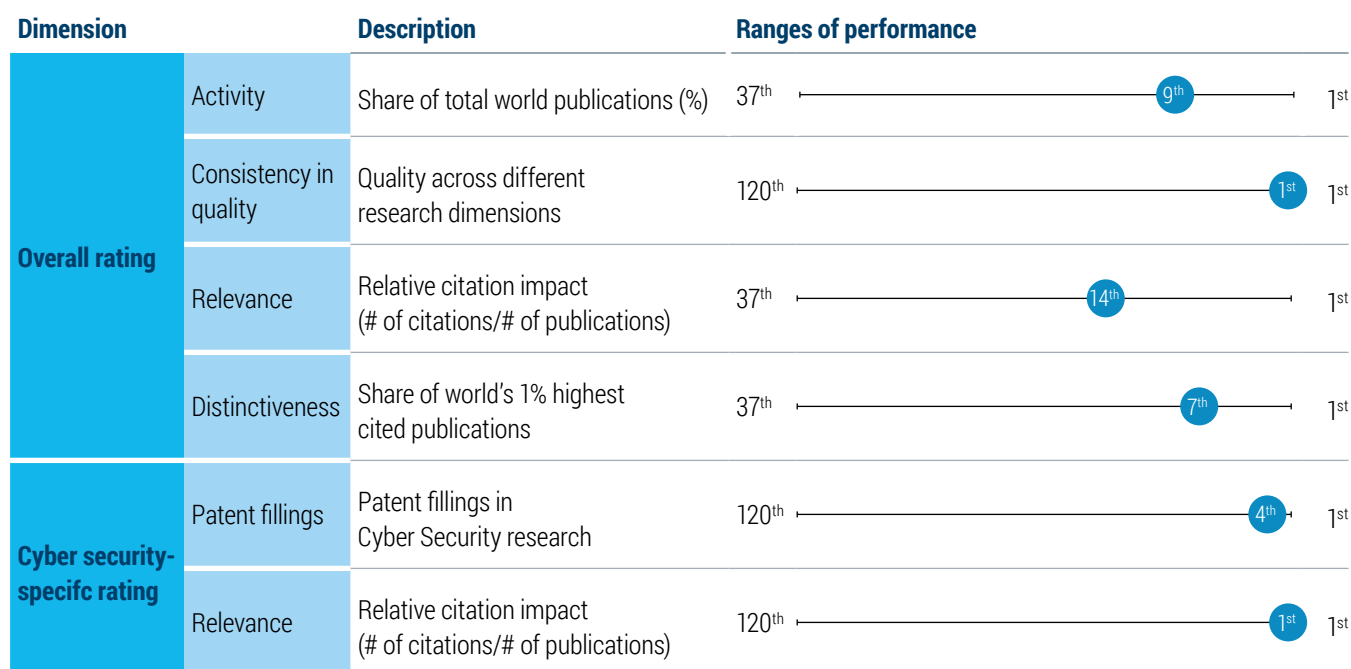 Dimension Description Ranges of performance
Overall rating
Activity Share of total world publications (%) 37th 9th 1st
Consistency in
quality
Quality across different
research dimensions
120th 1st 1st
Relevance
Relative citation impact
(# of citations/# of publications)
37th 14th 1st
Distinctiveness
Share of world's 1% highest
cited publications
37th 7th 1st
Cyber security-
specifc rating
Patent fillings
Patent fillings in
Cyber Security research
120th 4th 1st
Relevance
Relative citation impact
(# of citations/# of publications)
120th 1st 1st